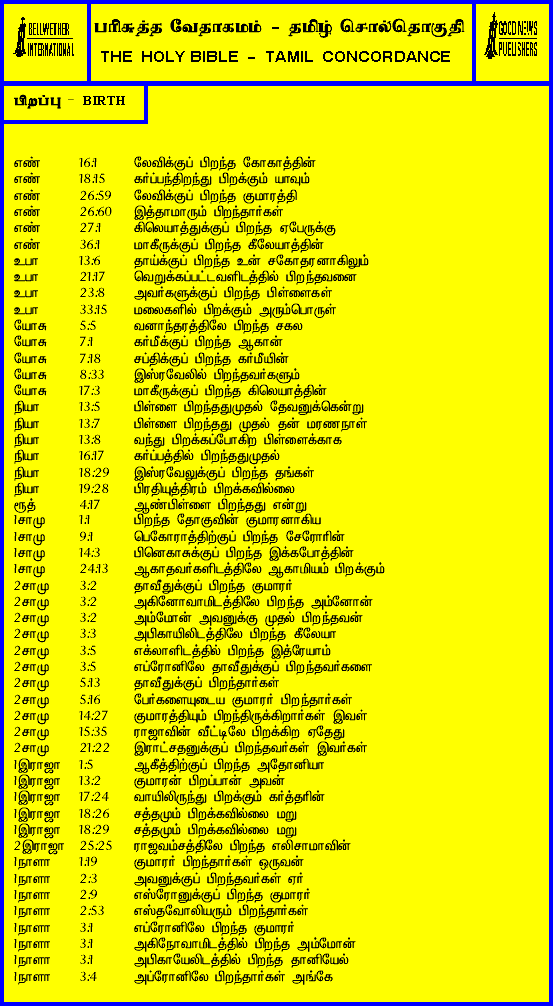 BELLWETHER
INTERNATIONAL
பரிசுத்த வேதாகமம் - தமிழ் சொல்தொகுதி
THE HOLY BIBLE - TAMIL CONCORDANCE
GOOD NEWS
PUBLISHERS
பிறப்பு - BIRTH
எண் 16:1 லேவிக்குப் பிறந்த கோகாத்தின்
எண் 18:15 கர்ப்பந்திறந்து பிறக்கும் யாவும்
எண் 26:59 லேவிக்குப் பிறந்த குமாரத்தி
எண் 26:60 இத்தாமாரும் பிறந்தார்கள்
எண் 27:1 கிலெயாத்துக்குப் பிறந்த ஏபேருக்கு
எண் 36:1 மாகீருக்குப் பிறந்த கீலேயாத்தின்
உபா 13:6 தாய்க்குப் பிறந்த உன் சகோதரனாகிலும்
உபா 21:17 வெறுக்கப்பட்டவளிடத்தில் பிறந்தவனை
உபா 23:8 அவர்களுக்குப் பிறந்த பிள்ளைகள்
உபா 33:15 மலைகளில் பிறக்கும் அரும்பொருள்
யோசு 5:5 வனாந்தரத்திலே பிறந்த சகல
யோசு 7:1 கர்மீக்குப் பிறந்த ஆகான்
யோசு 7:18 சப்திக்குப் பிறந்த கர்மீயின்
யோசு 8:33 இஸ்ரவேலில் பிறந்தவர்களும்
யோசு 17:3 மாகீருக்குப் பிறந்த கிலெயாத்தின்
நியா 13:5 பிள்ளை பிறந்ததுமுதல் தேவனுக்கென்று
நியா 13:7 பிள்ளை பிறந்தது முதல் தன் மரணநாள்
நியா 13:8 வந்து பிறக்கப்போகிற பிள்ளைக்காக
நியா 16:17 கர்ப்பத்தில் பிறந்ததுமுதல்
நியா 18:29 இஸ்ரவேலுக்குப் பிறந்த தங்கள்
நியா 19:28 பிரதியுத்திரம் பிறக்கவில்லை
ரூத் 4:17 ஆண்பிள்ளை பிறந்தது என்று
1சாமு 1:1 பிறந்த தோகுவின் குமாரனாகிய
1சாமு 9:1 பெகோராத்திற்குப் பிறந்த சேரோரின்
1சாமு 14:3 பினெகாசுக்குப் பிறந்த இக்கபோத்தின்
1சாமு 24:13 ஆகாதவர்களிடத்திலே ஆகாமியம் பிறக்கும்
2சாமு 3:2 தாவீதுக்குப் பிறந்த குமாரர்
2சாமு 3:2 அகினோவாமிடத்திலே பிறந்த அம்னோன்
2சாமு 3:2 அம்மோன் அவனுக்கு முதல் பிறந்தவன்
2சாமு 3:3 அபிகாயிலிடத்திலே பிறந்த கீலேயா
2சாமு 3:5 எக்லாளிடத்தில் பிறந்த இத்ரேயாம்
2சாமு 3:5 எப்ரோனிலே தாவீதுக்குப் பிறந்தவர்களை
2சாமு 5:13 தாவீதுக்குப் பிறந்தார்கள்
2சாமு 5:16 பேர்களையுடைய குமாரர் பிறந்தார்கள்
2சாமு 14:27 குமாரத்தியும் பிறந்திருக்கிறார்கள் இவள்
2சாமு 15:35 ராஜாவின் வீட்டிலே பிறக்கிற ஏதேது
2சாமு 21:22 இராட்சதனுக்குப் பிறந்தவர்கள் இவர்கள்
1இராஜா 1:5 ஆகீத்திற்குப் பிறந்த அதோனியா
1இராஜா 13:2 குமாரன் பிறப்பான் அவன்
1இராஜா 17:24 வாயிலிருந்து பிறக்கும் கர்த்தரின்
1இராஜா 18:26 சத்தமும் பிறக்கவில்லை மறு
1இராஜா 18:29 சத்தமும் பிறக்கவில்லை மறு
2இராஜா 25:25 ராஜவம்சத்திலே பிறந்த எலிசாமாவின்
1நாளா 1:19 குமாரர் பிறந்தார்கள் ஒருவன்
1நாளா 2:3 அவனுக்குப் பிறந்தவர்கள் ஏர்
1நாளா 2:9 எஸ்ரோனுக்குப் பிறந்த குமாரர்
1நாளா 2:53 எஸ்தவோலியரும் பிறந்தார்கள்
1நாளா 3:1 எப்ரோனிலே பிறந்த குமாரர்
1நாளா 3:1 அகிநோவாமிடத்தில் பிறந்த அம்மோன்
1நாளா 3:1 அபிகாயேலிடத்தில் பிறந்த தானியேல்
1நாளா 3:4 அப்ரோனிலே பிறந்தார்கள் அங்கே